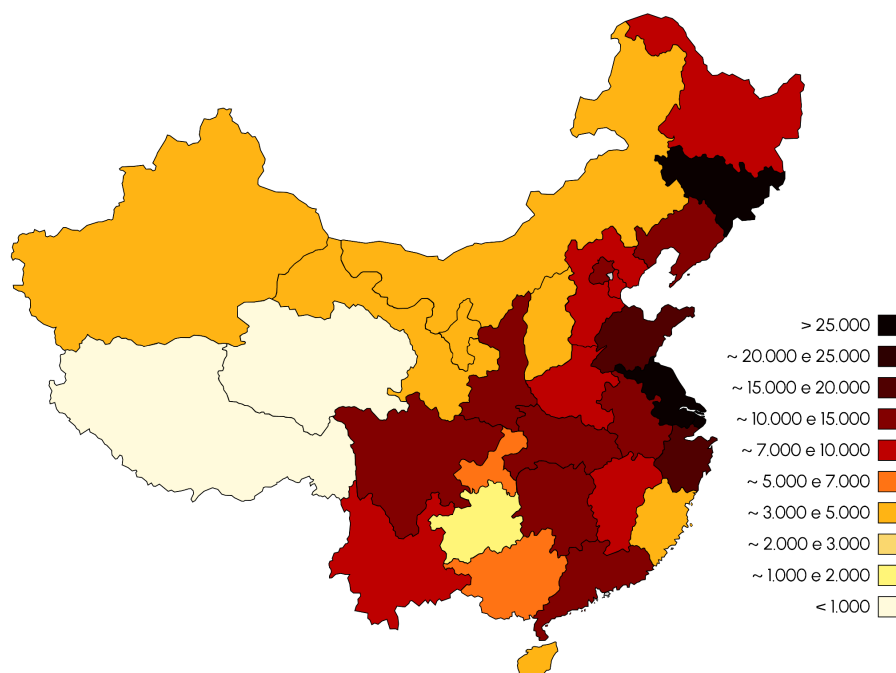 > 25.000
~ 20.000 e 25.000
~ 15.000 e 20.000
~ 10.000 e 15.000
~ 7.000 e 10.000
~ 5.000 e 7.000
~ 3.000 e 5.000
~ 2.000 e 3.000
~ 1.000 e 2.000
< 1.000